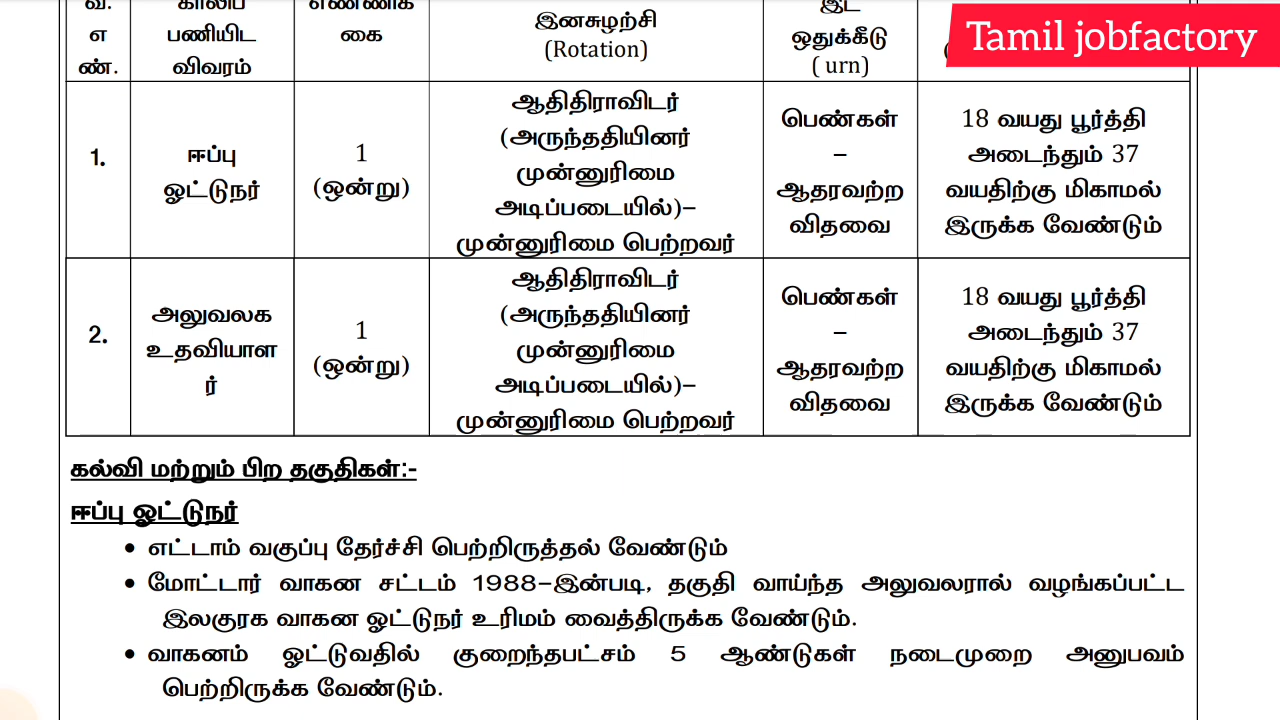 வ.
எ
ண்.
காலிப்
பணியிட
விவரம்
எண்ணிக்
கை
இனசுழற்சி
(Rotation)
இட
ஒதுக்கீடு
( urn)
Tamil jobfactory
1.
ஈப்பு
ஓட்டுநர்
1
(ஒன்று)
ஆதிதிராவிடர்
(அருந்ததியினர்
முன்னுரிமை
அடிப்படையில்)–
முன்னுரிமை பெற்றவர்
பெண்கள்
–
ஆதரவற்ற
விதவை
18 வயது பூர்த்தி
அடைந்தும் 37
வயதிற்கு மிகாமல்
இருக்க வேண்டும்
2.
அலுவலக
உதவியாள
ர்
1
(ஒன்று)
ஆதிதிராவிடர்
(அருந்ததியினர்
முன்னுரிமை
அடிப்படையில்)–
முன்னுரிமை பெற்றவர்
பெண்கள்
–
ஆதரவற்ற
விதவை
18 வயது பூர்த்தி
அடைந்தும் 37
வயதிற்கு மிகாமல்
இருக்க வேண்டும்
கல்வி மற்றும் பிற தகுதிகள்:-
ஈப்பு ஓட்டுநர்
• எட்டாம் வகுப்பு தேர்ச்சி பெற்றிருத்தல் வேண்டும்
• மோட்டார் வாகன சட்டம் 1988–இன்படி, தகுதி வாய்ந்த அலுவலரால் வழங்கப்பட்ட
இலகுரக வாகன ஓட்டுநர் உரிமம் வைத்திருக்க வேண்டும்.
• வாகனம் ஓட்டுவதில் குறைந்தபட்சம் 5 ஆண்டுகள் நடைமுறை அனுபவம்
பெற்றிருக்க வேண்டும்.